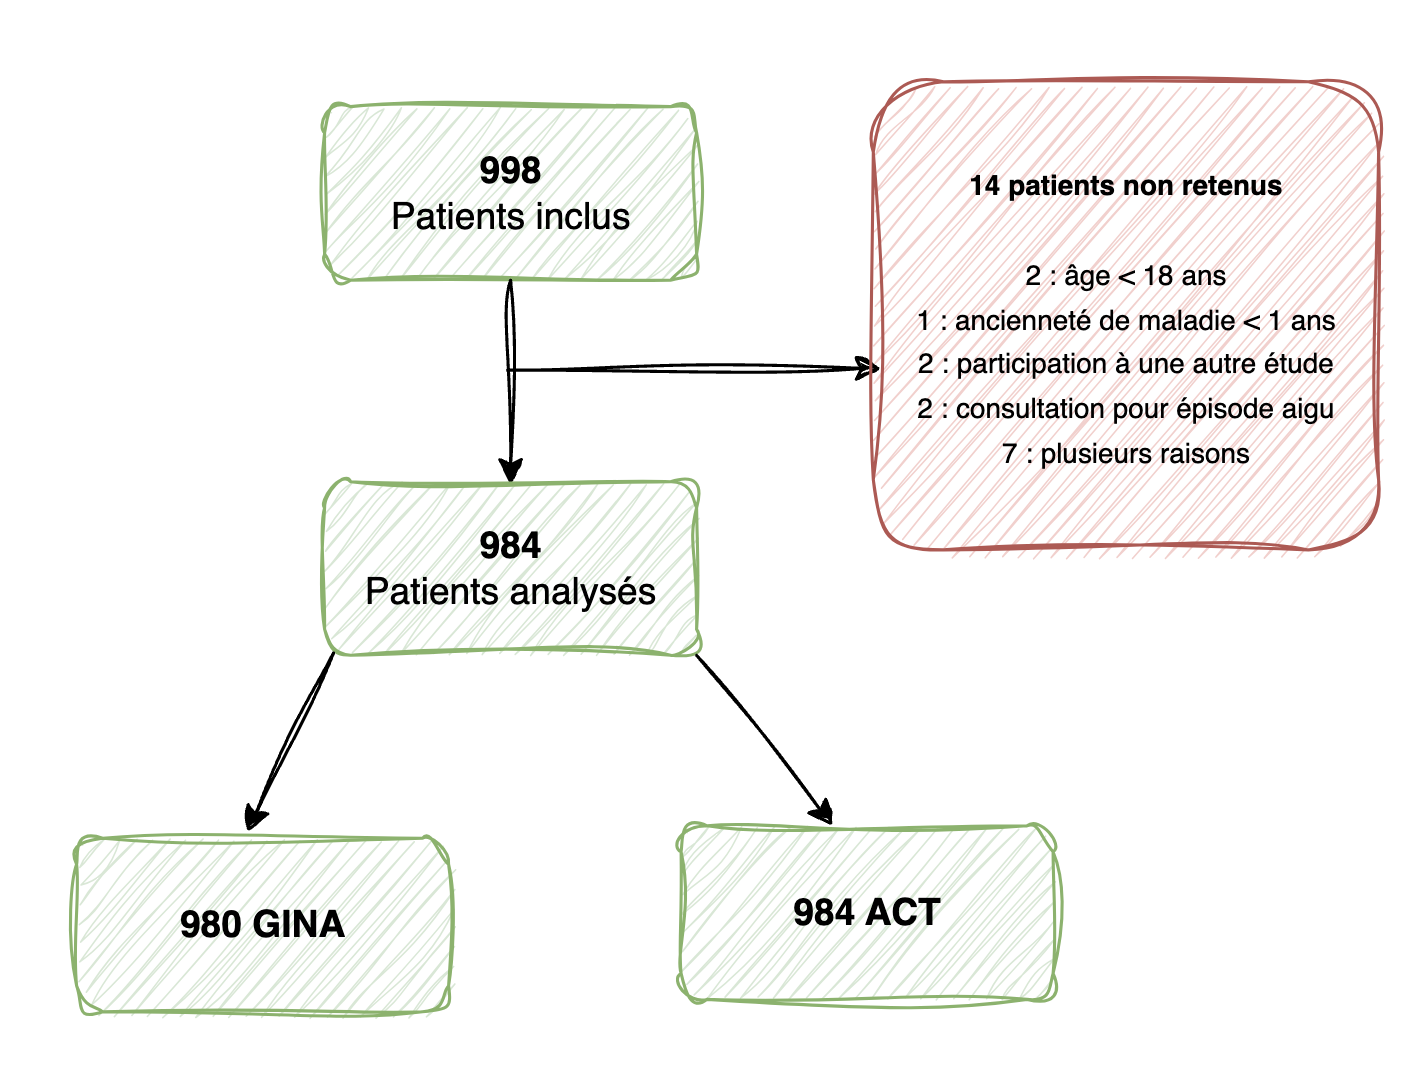 998
Patients inclus
14 patients non retenus
2 : âge < 18 ans
1 : ancienneté de maladie < 1 ans
2 : participation à une autre étude
2 : consultation pour épisode aigu
7 : plusieurs raisons
984
Patients analysés
980 GINA
984 ACT